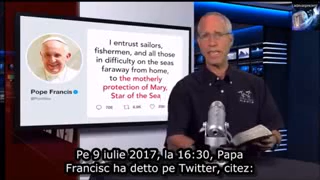 I entrust sailors,
fishermen, and all those
in difficulty on the seas
faraway from home,
to the motherly
protection of Mary,
Star of the Sea
Pope Francis
Pe 9 iulie 2017, la 16:30, Papa
Francisc ha detto pe Twitter, citez: